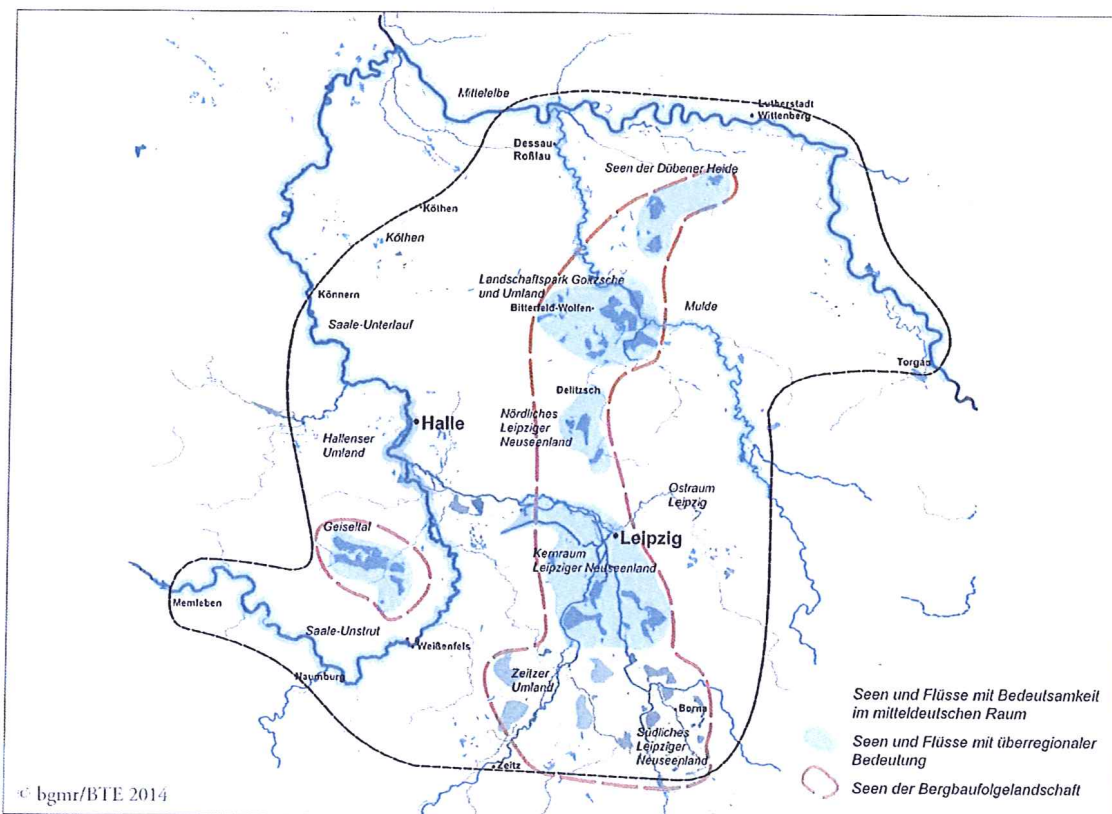 Mittelelbe
Lutherstadt
Wittenberg
Dessau
Roßlau
Seen der Dübener Heide
Köthen
Köthen
Landschaftspark Goitzsche
und Umland
Bitterfeld-Wolfen
Mulde
Könnern
Saale-Unterlauf
Torgau
Delitzsch
Nördliches
Leipziger
Neuseenland
Halle
Hallenser
Umland
Ostraum
Leipzig
Geiseltal
Leipzig
Kernraum
Leipziger Neuseenland
Memleben
Saale-Unstrut
Weißenfels
Naumburg
Zeitzer
Umland
Borna
Südliches
Leipziger
Neuseenland
Zeitz
Seen und Flüsse mit Bedeutsamkeit
im mitteldeutschen Raum
Seen und Flüsse mit überregionaler
Bedeutung
Seen der Bergbaufolgelandschaft
© bgmr/BTE 2014